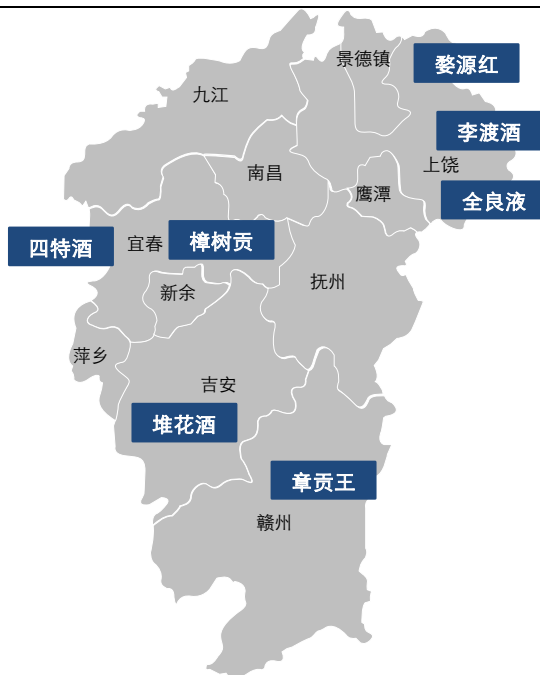 景德镇
婺源红
九江
李渡酒
南昌
上饶
鹰潭
全良液
四特酒
宜春
樟树贡
抚州
新余
萍乡
吉安
堆花酒
章贡王
赣州